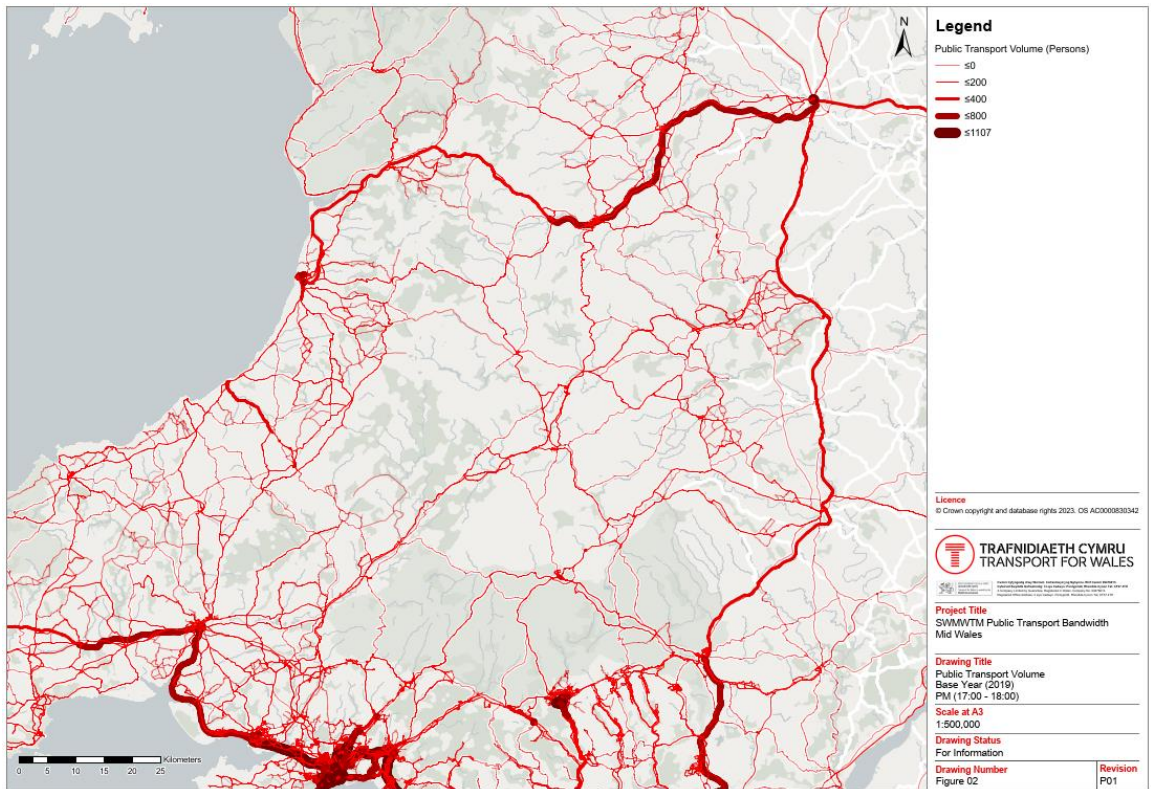 N
Legend
Public Transport Volume (Persons)
≤0
≤200
≤400
≤800
≤1107
Licence
© Crown copyright and database rights 2023. OS AC0000830342
TRAFNIDIAETH CYMRU
TRANSPORT FOR WALES
Project Title
SWMWTM Public Transport Bandwidth
Mid Wales
Drawing Title
Public Transport Volume
Base Year (2019)
PM (17:00 - 18:00)
Scale at A3
1:500,000
Drawing Status
For Information
Drawing Number
Figure 02
Revision
P01
Kilometers
0 5 10 15 20 25